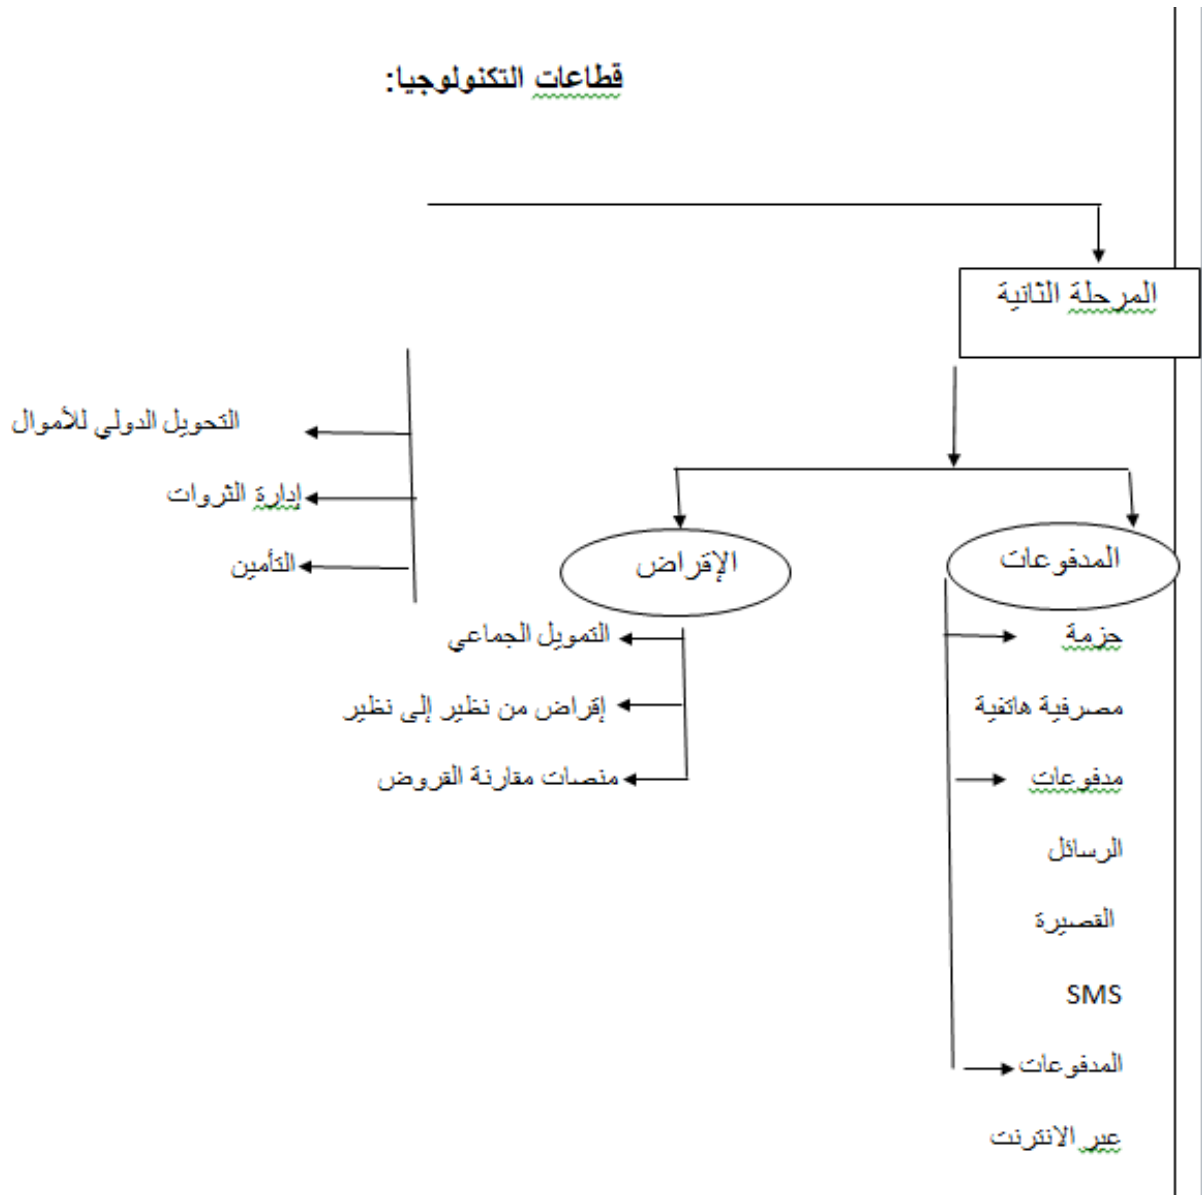 قطاعات التكنولوجيا:
المرحلة الثانية
المدفوعات
حزمة
مصرفية هاتفية
مدفوعات
الرسائل
القصيرة
SMS
المدفوعات
عبر الانترنت
الإقراض
التمويل الجماعي
إقراض من نظير إلى نظير
منصات مقارنة القروض
التحويل الدولي للأموال
إدارة الثروات
التأمين